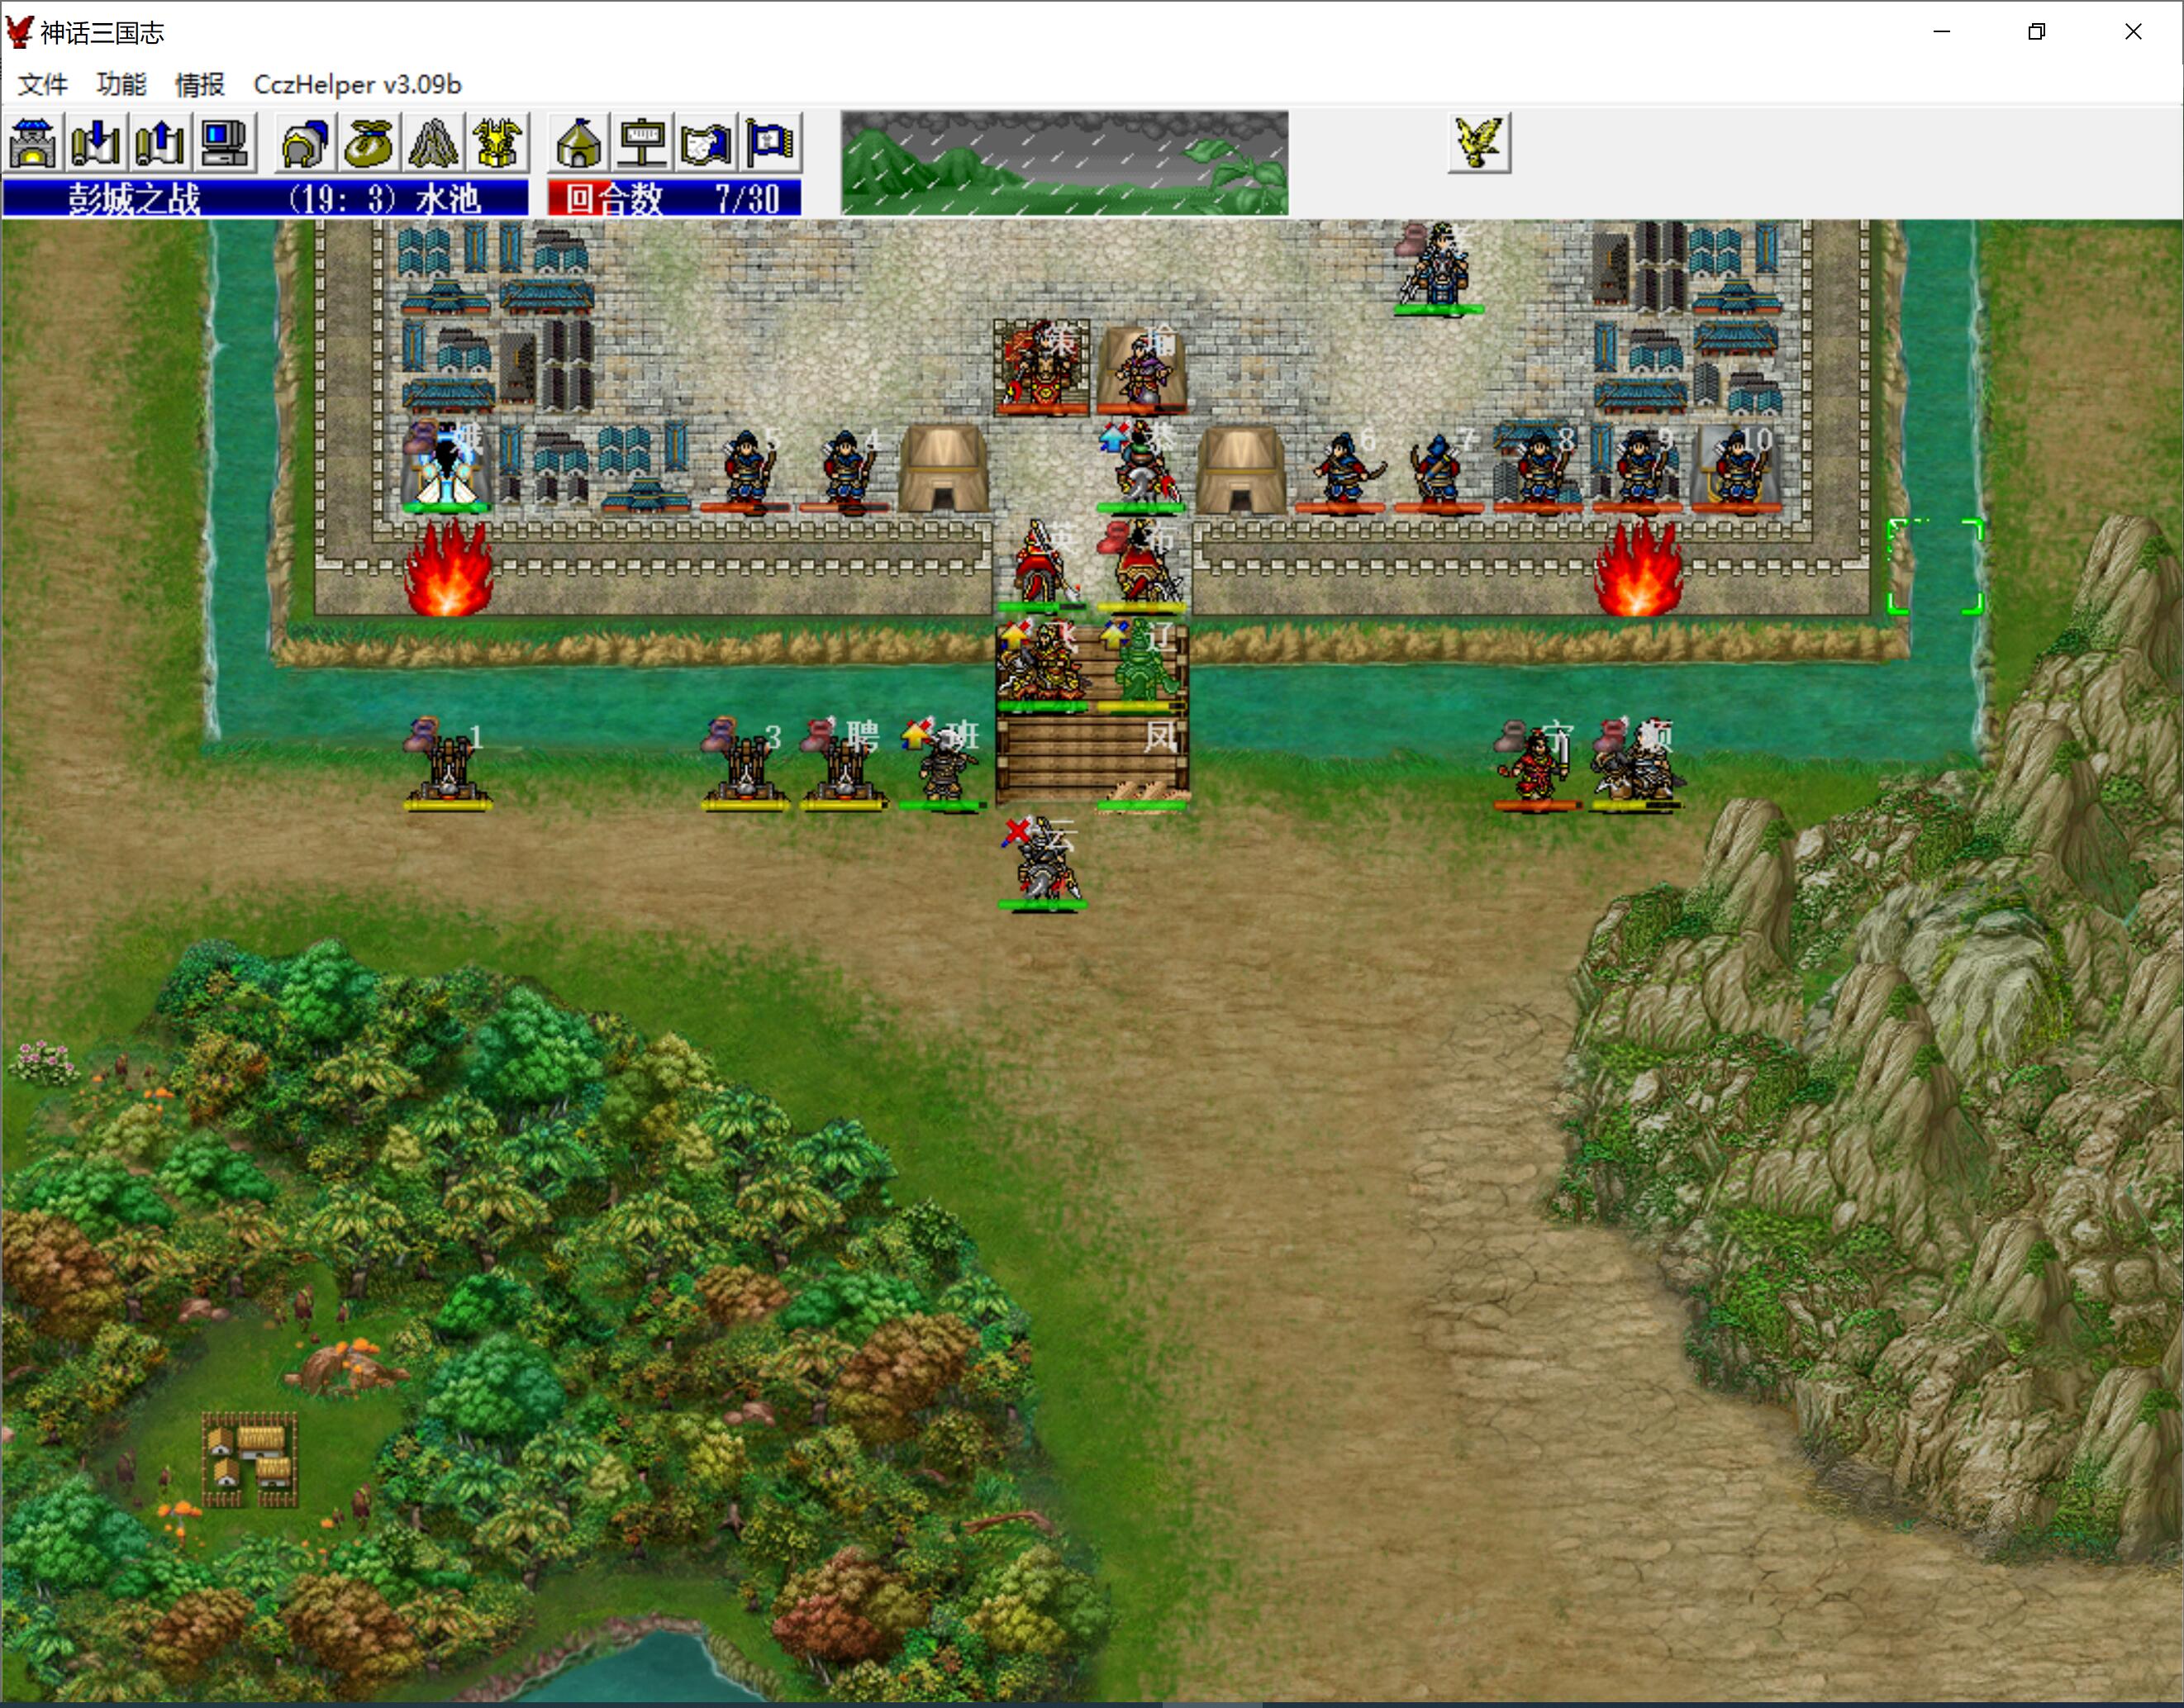 神话三国志
文件 功能 情报 CczHelper v3.09b
彭城之战 (19: 3) 水池 回合数 7/30
策 瑜
5 4 恭 6 7 8 9 10
英 布
飞 辽
1 3 聘 班 凤 宁 顺
云